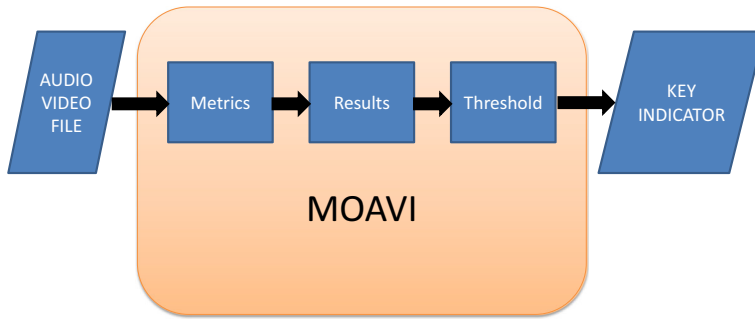 AUDIO
VIDEO
FILE
Metrics
Results
Threshold
KEY
INDICATOR
MOAVI